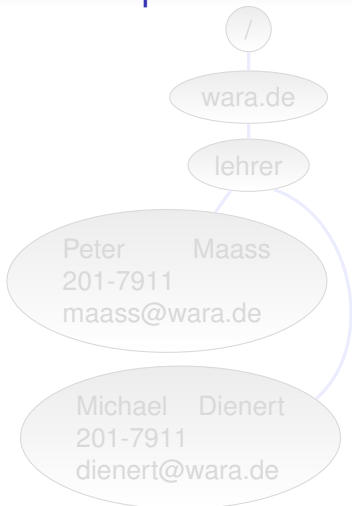 /
wara.de
lehrer
Peter Maass
201-7911
maass@wara.de
Michael Dienert
201-7911
dienert@wara.de